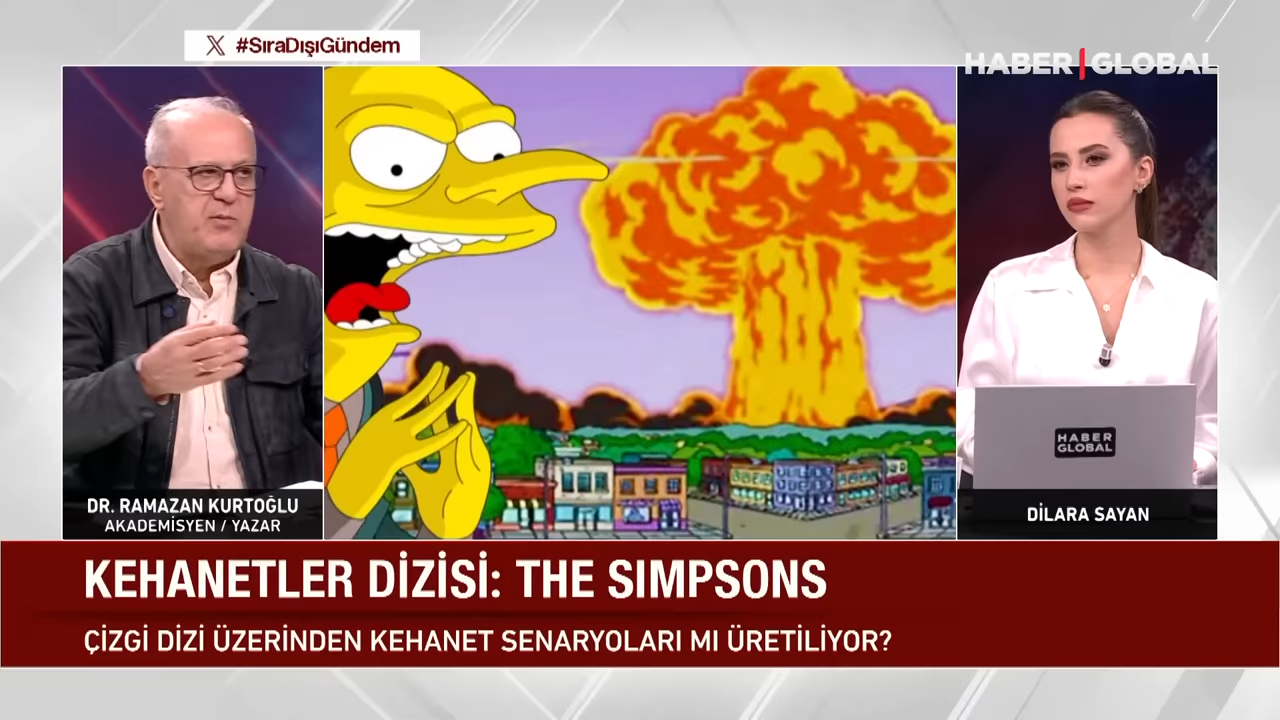 #SıraDışıGündem
HABER GLOBAL
HABER
GLOBAL
DR. RAMAZAN KURTOĞLU
AKADEMİSYEN / YAZAR
DİLARA SAYAN
KEHANETLER DİZİSİ: THE SIMPSONS
ÇİZGİ DİZİ ÜZERİNDEN KEHANET SENARYOLARI MI ÜRETİLİYOR?